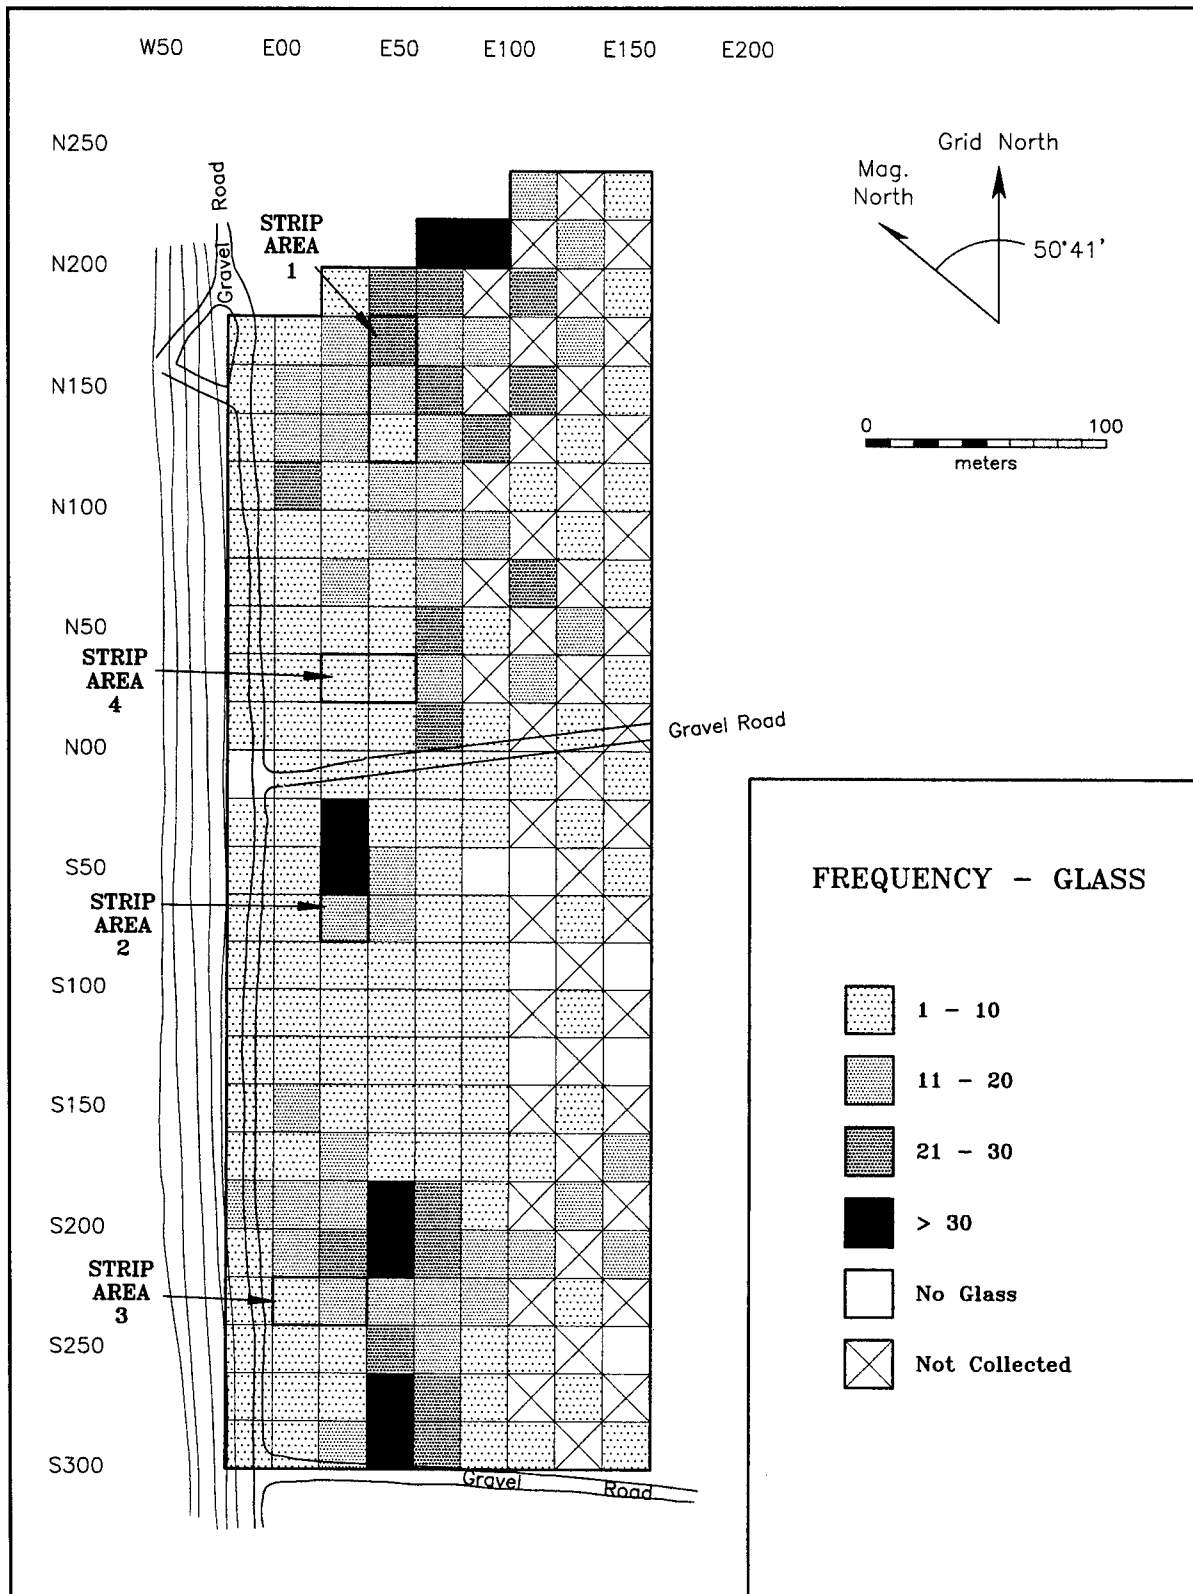 W50 E00 E50 E100 E150 E200
N250
N200
N150
N100
N50
N00
S50
S100
S150
S200
S250
S300
Gravel Road
STRIP
AREA
1
STRIP
AREA
4
STRIP
AREA
2
STRIP
AREA
3
Gravel Road
Gravel Road
Grid North
Mag.
North
50°41'
0 100
meters
FREQUENCY – GLASS
1 – 10
11 – 20
21 – 30
> 30
No Glass
Not Collected